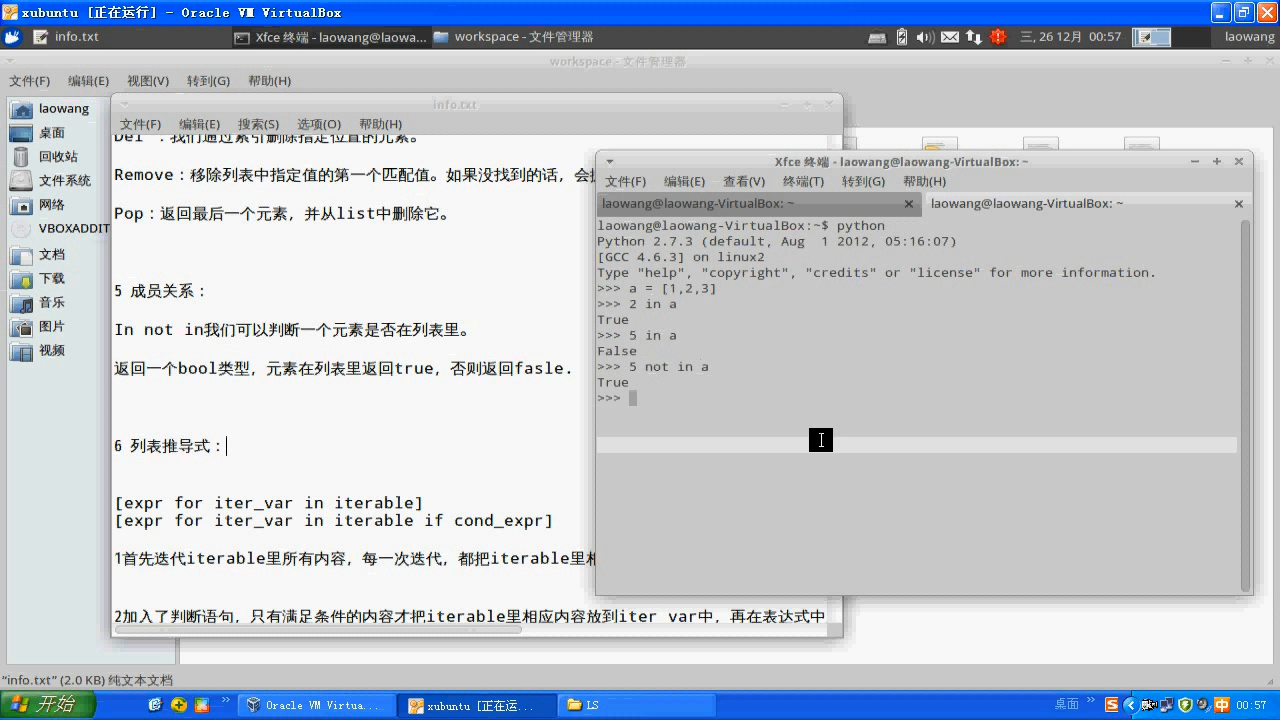 xubuntu [正在运行] - Oracle VM VirtualBox
info.txt
Xfce 终端 - laowang@laowa...
workspace - 文件管理器
三, 26 12月 00:57
laowang
workspace - 文件管理器
文件(F) 编辑(E) 视图(V) 转到(G) 帮助(H)
laowang
桌面
回收站
文件系统
网络
VBOXADDIT
文档
下载
音乐
图片
视频
info.txt
文件(F) 编辑(E) 搜索(S) 选项(O) 帮助(H)
Del ：我们通过索引删除指定位置的元素。
Remove：移除列表中指定值的第一个匹配值。如果没找到的话，会
Pop：返回最后一个元素，并从list中删除它。
5 成员关系：
In not in我们可以判断一个元素是否在列表里。
返回一个bool类型，元素在列表里返回true，否则返回fasle.
6 列表推导式：
[expr for iter_var in iterable]
[expr for iter_var in iterable if cond_expr]
1首先迭代iterable里所有内容，每一次迭代，都把iterable里
2加入了判断语句，只有满足条件的内容才把iterable里相应内容放到iter_var中，再在表达式中
Xfce 终端 - laowang@laowang-VirtualBox: ~
文件(F) 编辑(E) 查看(V) 终端(T) 转到(G) 帮助(H)
laowang@laowang-VirtualBox: ~
laowang@laowang-VirtualBox: ~
laowang@laowang-VirtualBox:~$ python
Python 2.7.3 (default, Aug  1 2012, 05:16:07)
[GCC 4.6.3] on linux2
Type "help", "copyright", "credits" or "license" for more information.
>>> a = [1,2,3]
>>> 2 in a
True
>>> 5 in a
False
>>> 5 not in a
True
>>>
“info.txt” (2.0 KB) 纯文本文档
开始
Oracle VM Virtua...
xubuntu [正在运...
LS
桌面
中
00:57